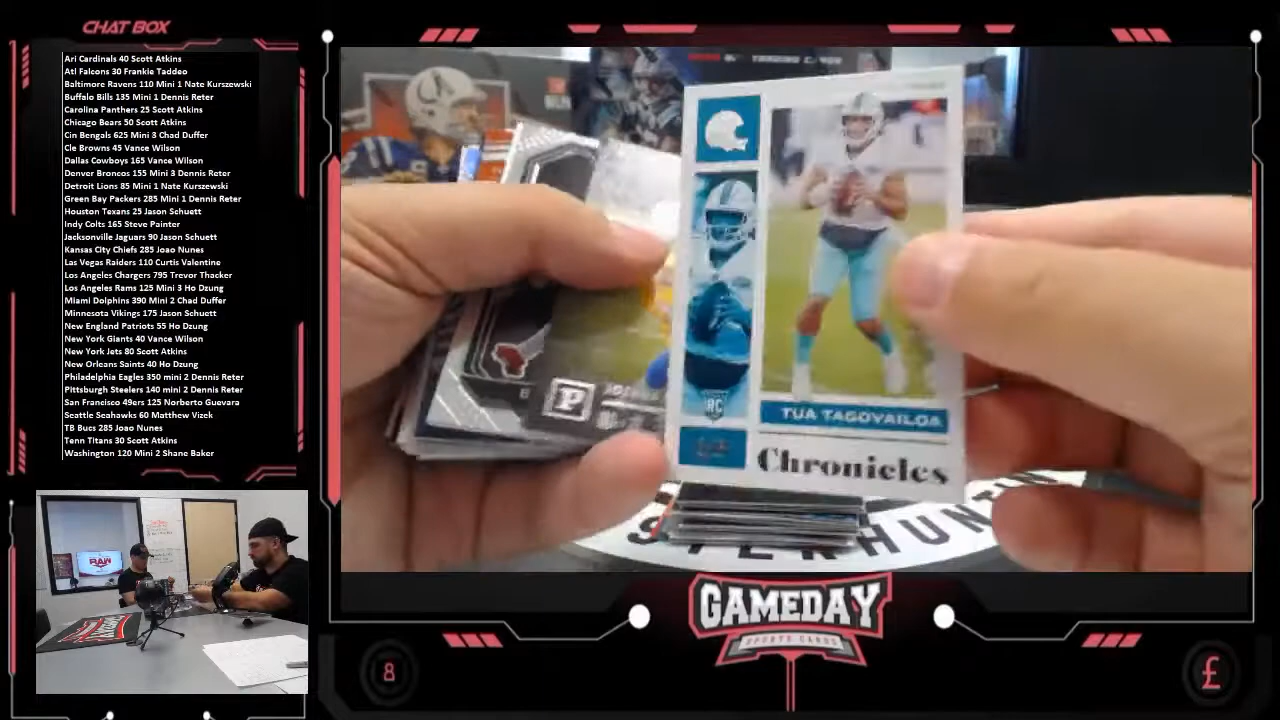 CHAT BOX
Ari Cardinals 40 Scott Atkins
Atl Falcons 30 Frankie Taddeo
Baltimore Ravens 110 Mini 1 Nate Kurszewski
Buffalo Bills 135 Mini 1 Dennis Reter
Carolina Panthers 25 Scott Atkins
Chicago Bears 50 Scott Atkins
Cin Bengals 625 Mini 3 Chad Duffer
Cle Browns 45 Vance Wilson
Dallas Cowboys 165 Vance Wilson
Denver Broncos 155 Mini 3 Dennis Reter
Detroit Lions 85 Mini 1 Nate Kurszewski
Green Bay Packers 285 Mini 1 Dennis Reter
Houston Texans 25 Jason Schuett
Indy Colts 165 Steve Painter
Jacksonville Jaguars 90 Jason Schuett
Kansas City Chiefs 285 Joao Nunes
Las Vegas Raiders 110 Curtis Valentine
Los Angeles Chargers 795 Trevor Thacker
Los Angeles Rams 125 Mini 3 Ho Dzung
Miami Dolphins 390 Mini 2 Chad Duffer
Minnesota Vikings 175 Jason Schuett
New England Patriots 55 Ho Dzung
New York Giants 40 Vance Wilson
New York Jets 80 Scott Atkins
New Orleans Saints 40 Ho Dzung
Philadelphia Eagles 350 mini 2 Dennis Reter
Pittsburgh Steelers 140 mini 2 Dennis Reter
San Francisco 49ers 125 Norberto Guevara
Seattle Seahawks 60 Matthew Vizek
TB Bucs 285 Joao Nunes
Tenn Titans 30 Scott Atkins
Washington 120 Mini 2 Shane Baker
RC
TUA TAGOVAILOA
Chronicles
P
RAW
GAMEDAY
SPORTS CARDS
8
£